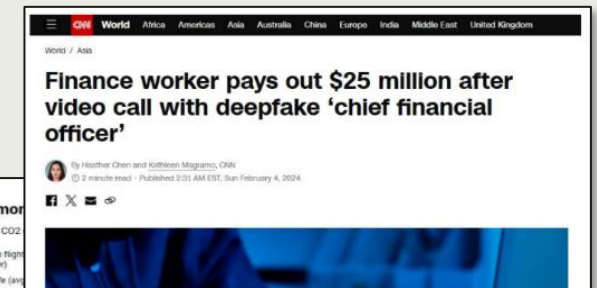 CNN World Africa Americas Asia Australia China Europe India Middle East United Kingdom
World / Asia
Finance worker pays out $25 million after
video call with deepfake ‘chief financial
officer’
By Heather Chen and Kathleen Magramo, CNN
2 minute read · Published 2:31 AM EST, Sun February 4, 2024
CO2